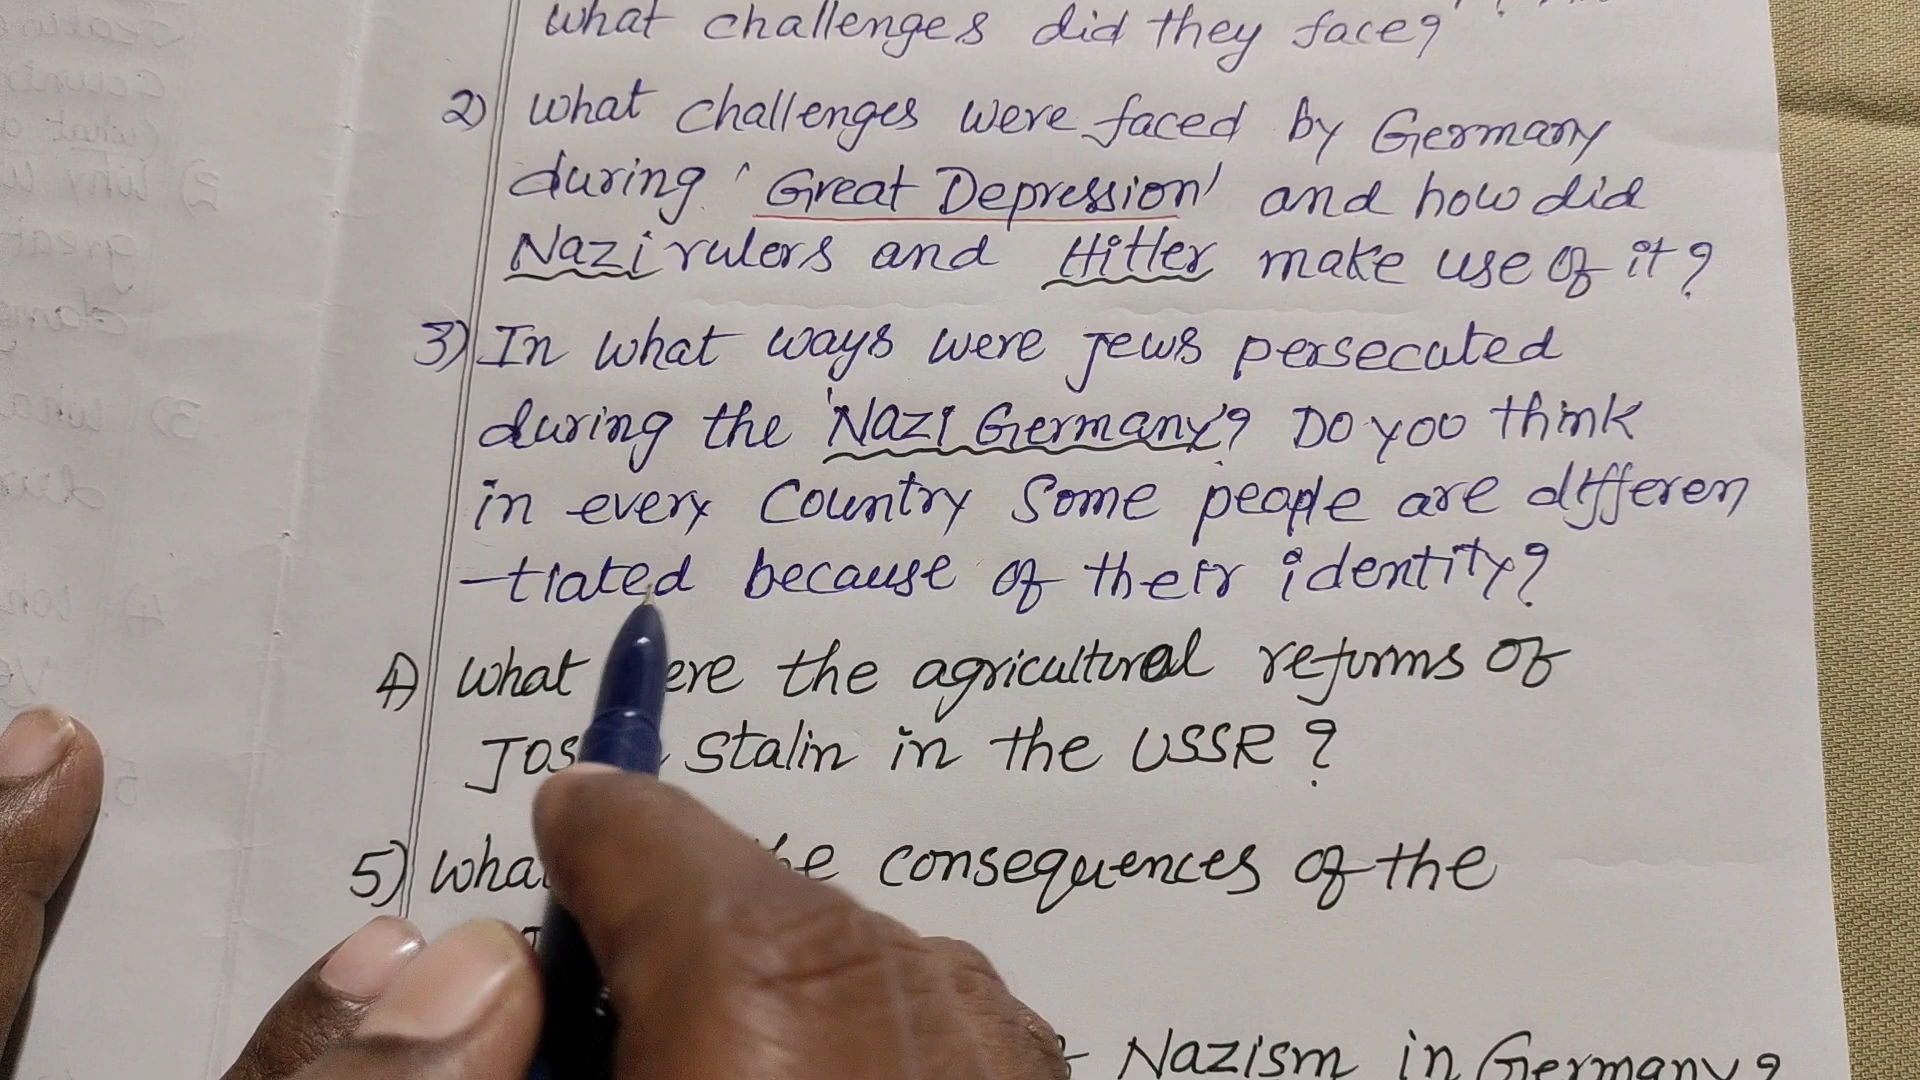 what challenges did they face?
2) What challenges were faced by Germany
during 'Great Depression' and how did
Nazi rulers and Hitler make use of it?
3) In what ways were Jews persecuted
during the 'Nazi Germany'? Do you think
in every Country Some people are differen
-tiated because of their identity?
4) What ere the agricultural reforms of
Jos Stalin in the USSR?
5) Wha he consequences of the
Nazism in Germany?